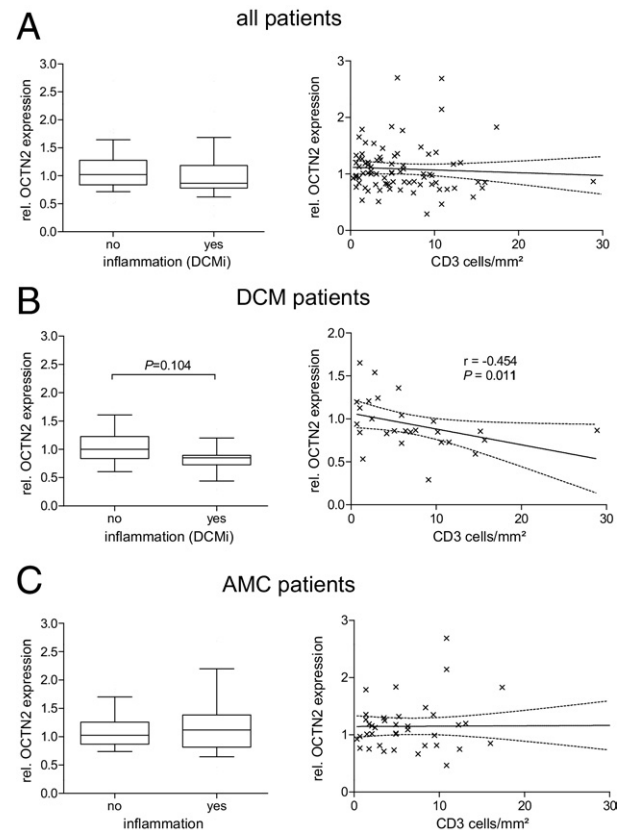 A
all patients
rel. OCTN2 expression
3.0
2.5
2.0
1.5
1.0
0.5
0.0
no yes
inflammation (DCMi)
rel. OCTN2 expression
3
2
1
0
0 10 20 30
CD3 cells/mm²
B
DCM patients
rel. OCTN2 expression
3.0
2.5
2.0
1.5
1.0
0.5
0.0
P=0.104
no yes
inflammation (DCMi)
rel. OCTN2 expression
2.0
1.5
1.0
0.5
0.0
r = -0.454
P = 0.011
0 10 20 30
CD3 cells/mm²
C
AMC patients
rel. OCTN2 expression
3.0
2.5
2.0
1.5
1.0
0.5
0.0
no yes
inflammation
rel. OCTN2 expression
3
2
1
0
0 10 20 30
CD3 cells/mm²